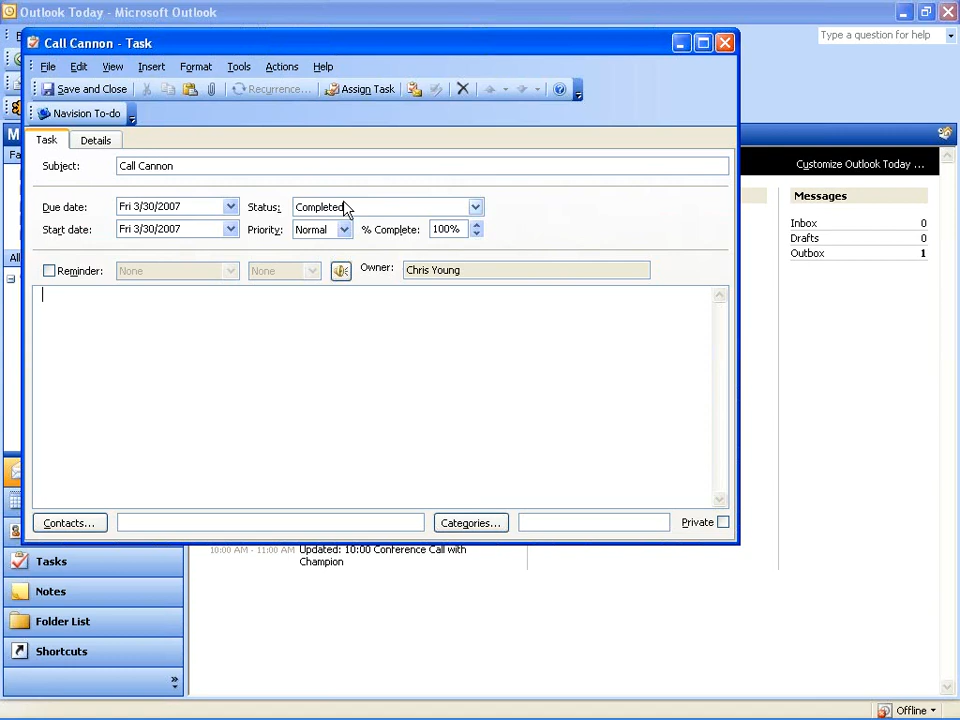 Outlook Today - Microsoft Outlook
Type a question for help
Call Cannon - Task
File Edit View Insert Format Tools Actions Help
Save and Close Recurrence... Assign Task
Navision To-do
Task Details
Subject: Call Cannon
Due date: Fri 3/30/2007 Status: Completed
Start date: Fri 3/30/2007 Priority: Normal % Complete: 100%
Reminder: None None Owner: Chris Young
Contacts... Categories... Private
Customize Outlook Today ...
Messages
Inbox 0
Drafts 0
Outbox 1
M
Fa
All
10:00 AM - 11:00 AM Updated: 10:00 Conference Call with
Champion
Tasks
Notes
Folder List
Shortcuts
Offline